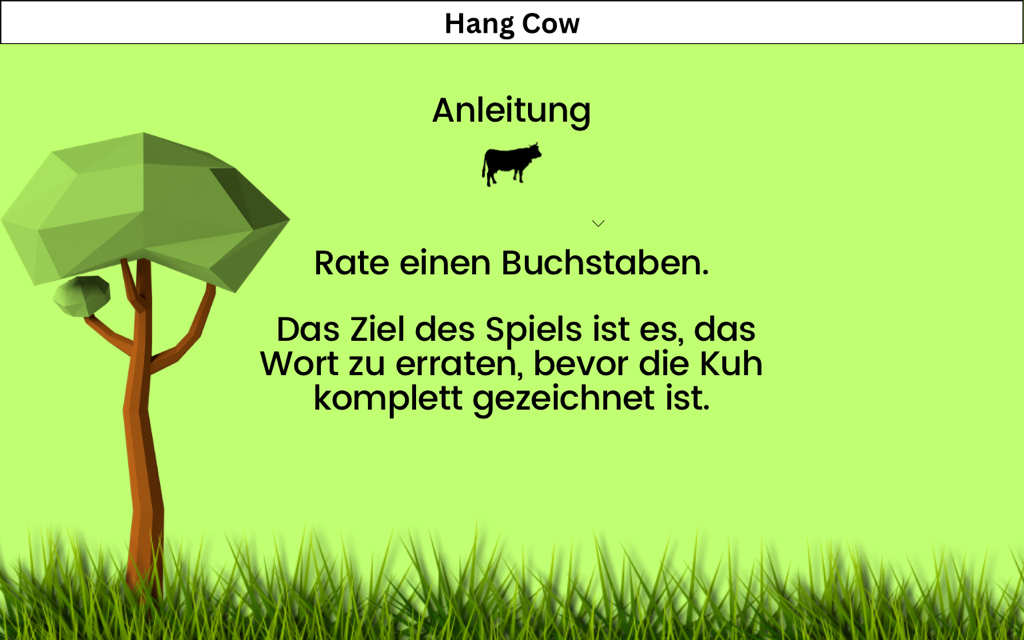 Hang Cow
Anleitung
Rate einen Buchstaben.
Das Ziel des Spiels ist es, das
Wort zu erraten, bevor die Kuh
komplett gezeichnet ist.